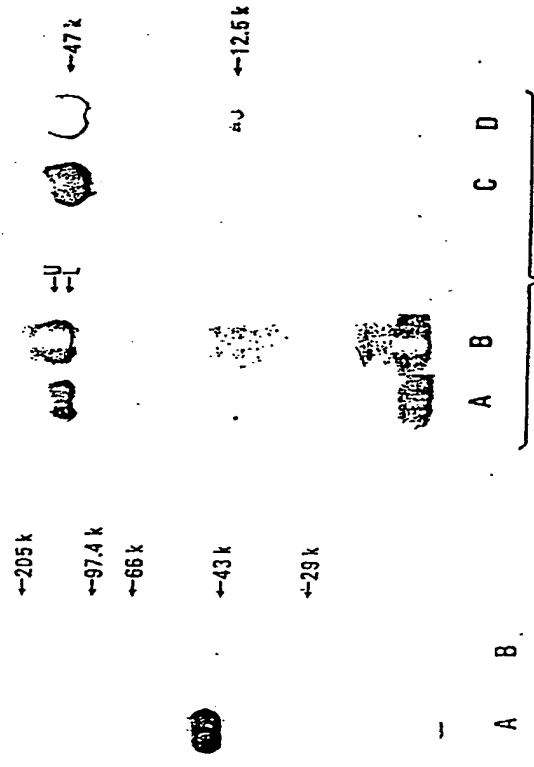 ←205 k
←97.4 k
←66 k
←43 k
←29 k
A B
←U
←L
←47 k
←12.5 k
A B C D